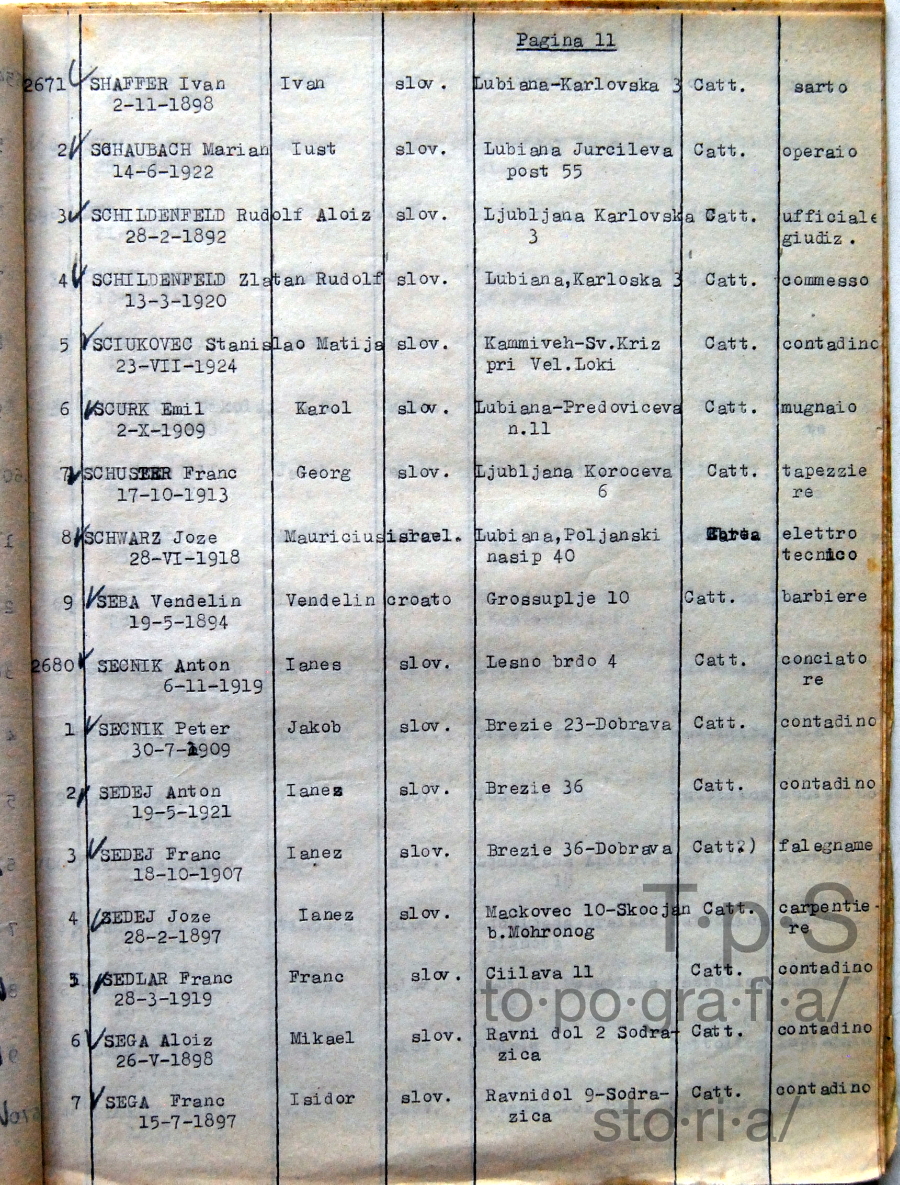 Pagina 11
2671 SHAFFER Ivan Ivan slov. Lubiana-Karlovska 3 Catt. sarto
2-11-1898
2 SCHAUBACH Marian Iust slov. Lubiana Jurcileva Catt. operaio
14-6-1922 post 55
3 SCHILDENFELD Rudolf Aloiz slov. Ljubljana Karlovska Catt. ufficiale
28-2-1892 3 giudiz.
4 SCHILDENFELD Zlatan Rudolf slov. Lubiana,Karloska 3 Catt. commesso
13-3-1920
5 SCIUKOVEC Stanislao Matija slov. Kammiveh-Sv.Kriz Catt. contadino
23-VII-1924 pri Vel.Loki
6 SCURK Emil Karol slov. Lubiana-Predoviceva Catt. mugnaio
2-X-1909 n.11
7 SCHUSTER Franc Georg slov. Ljubljana Koroceva Catt. tapezzie
17-10-1913 6 re
8 SCHWARZ Joze Mauricius israel. Lubiana,Poljanski elettro
28-VI-1918 nasip 40 tecnico
9 SEBA Vendelin Vendelin croato Grossuplje 10 Catt. barbiere
19-5-1894
2680 SECNIK Anton Ianes slov. Lesno brdo 4 Catt. conciato
6-11-1919 re
1 SECNIK Peter Jakob slov. Brezie 23-Dobrava Catt. contadino
30-7-1909
2 SEDEJ Anton Ianez slov. Brezie 36 Catt. contadino
19-5-1921
3 SEDEJ Franc Ianez slov. Brezie 36-Dobrava Catt?) falegname
18-10-1907
4 SEDEJ Joze Ianez slov. Mackovec 10-Skocjan Catt. carpentie-
28-2-1897 b.Mohronog re
5 SEDLAR Franc Franc slov. Ciilava 11 Catt. contadino
28-3-1919
6 SEGA Aloiz Mikael slov. Ravni dol 2 Sodra- Catt. contadino
26-V-1898 zica
7 SEGA Franc Isidor slov. Ravnidol 9-Sodra- Catt. contadino
15-7-1897 zica
T·p·S
to·po·gra·fi·a/
sto·ri·a/